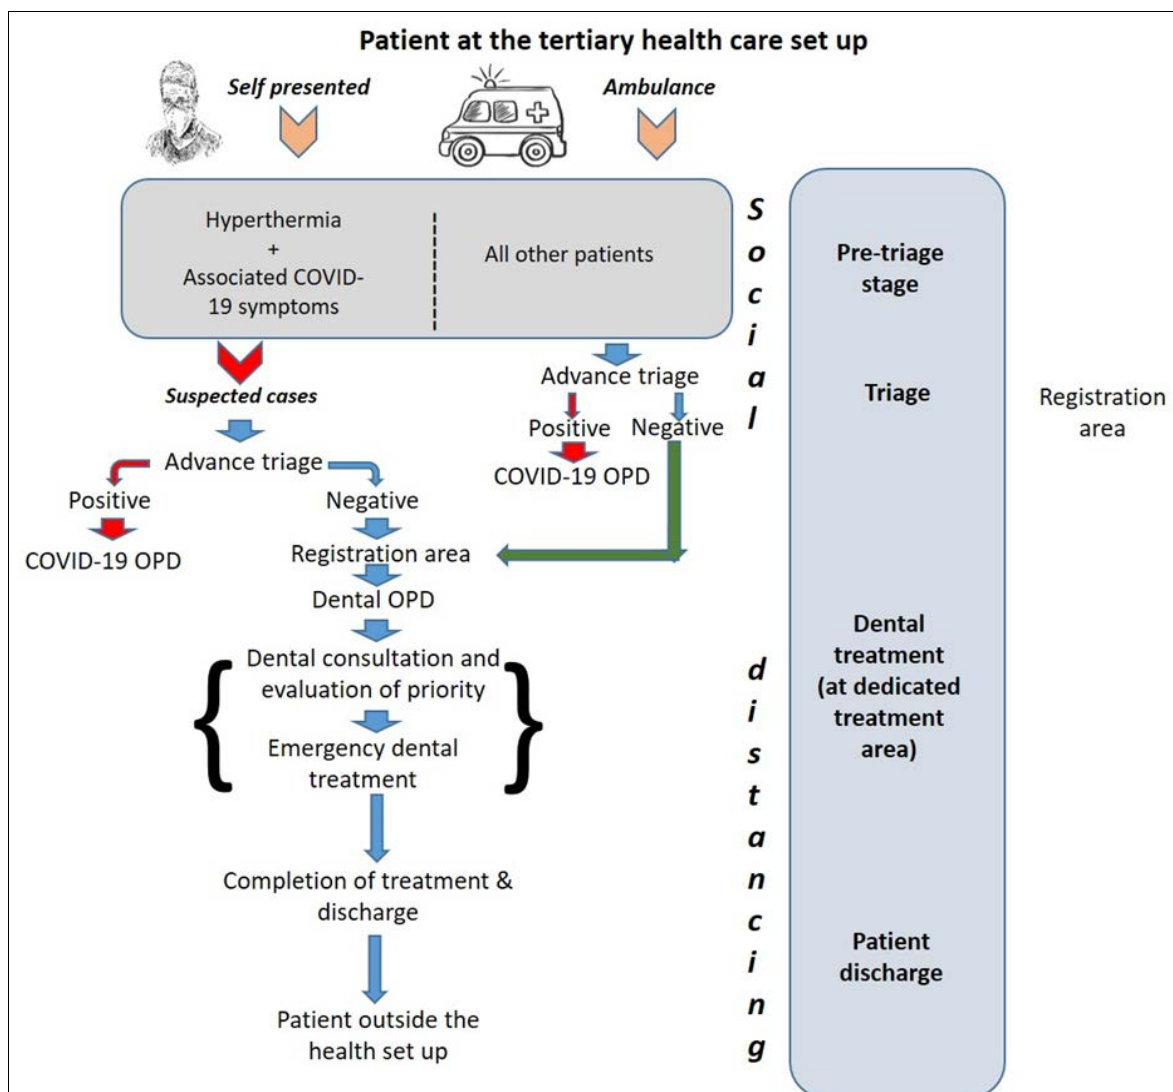 Patient at the tertiary health care set up
Self presented
Ambulance
Hyperthermia
+
Associated COVID-
19 symptoms
All other patients
Suspected cases
Advance triage
Positive
Negative
COVID-19 OPD
Advance triage
Positive
Negative
COVID-19 OPD
Registration area
Dental OPD
Dental consultation and
evaluation of priority
Emergency dental
treatment
Completion of treatment &
discharge
Patient outside the
health set up
S
o
c
i
a
l
d
i
s
t
a
n
c
i
n
g
Pre-triage
stage
Triage
Dental
treatment
(at dedicated
treatment
area)
Patient
discharge
Registration
area